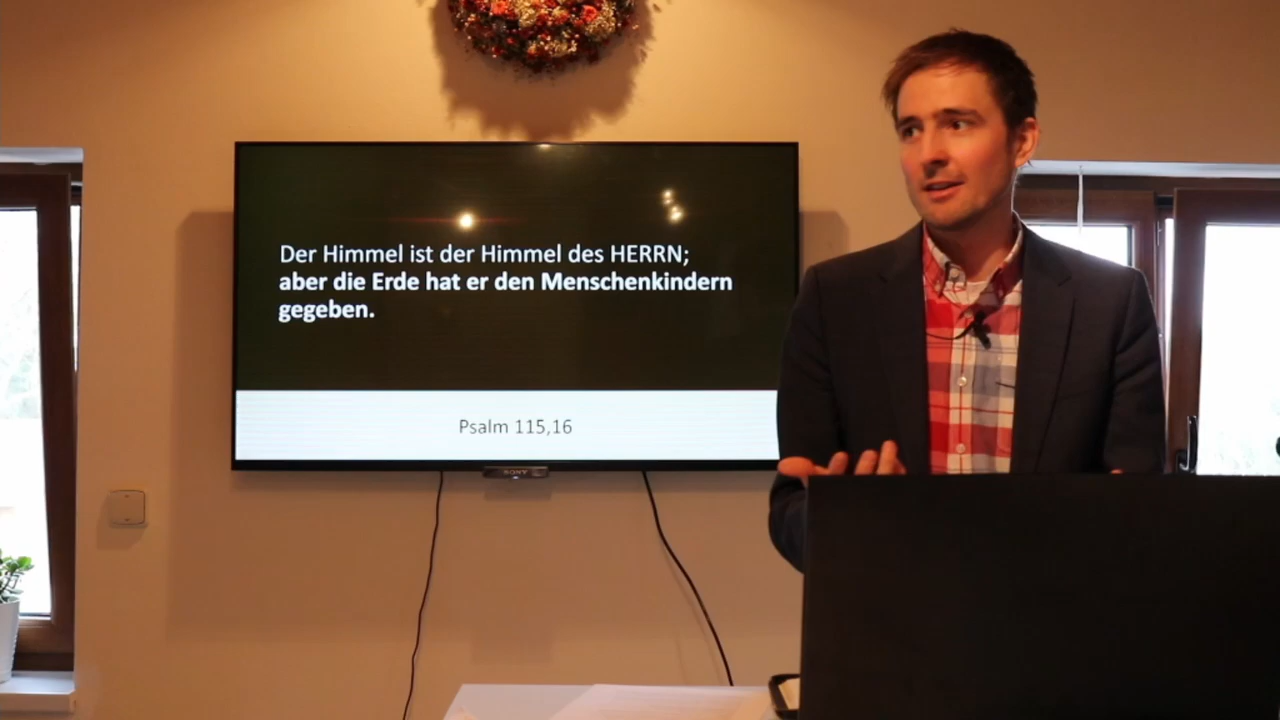 Der Himmel ist der Himmel des HERRN;
aber die Erde hat er den Menschenkindern
gegeben.
Psalm 115,16
SONY